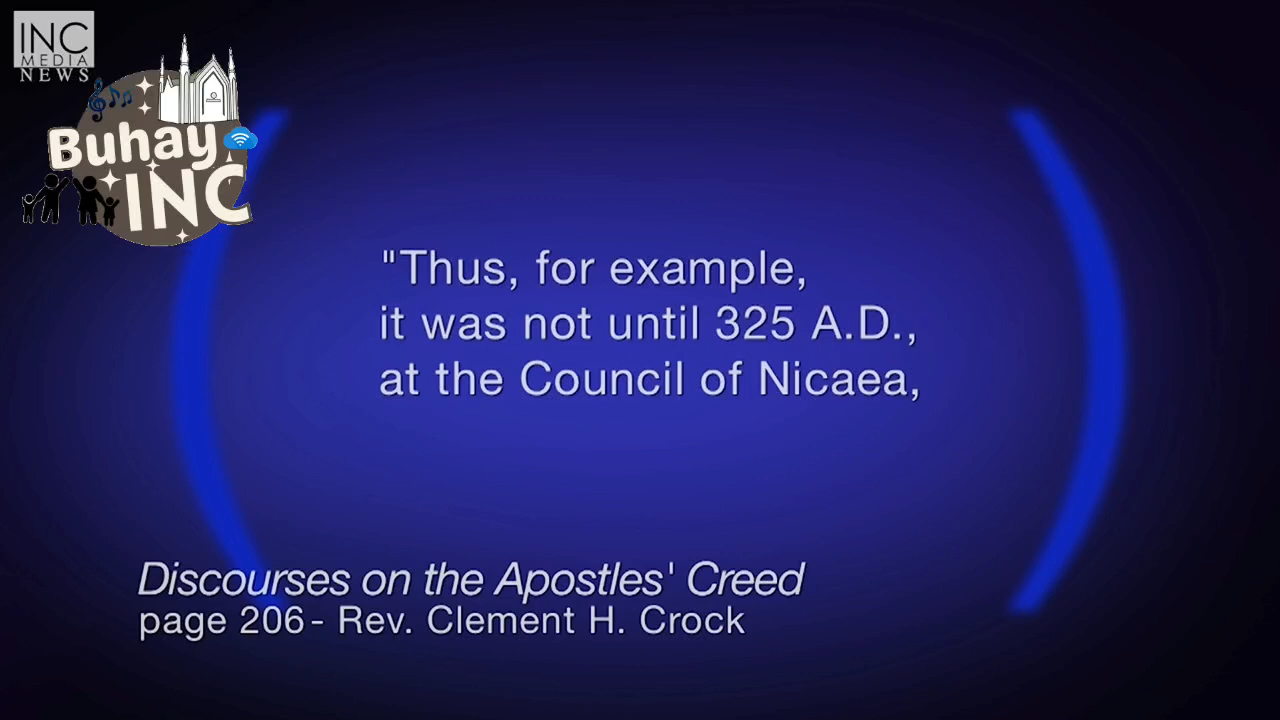 INC
MEDIA
NEWS
Buhay
INC
"Thus, for example,
it was not until 325 A.D.,
at the Council of Nicaea,
Discourses on the Apostles' Creed
page 206 - Rev. Clement H. Crock